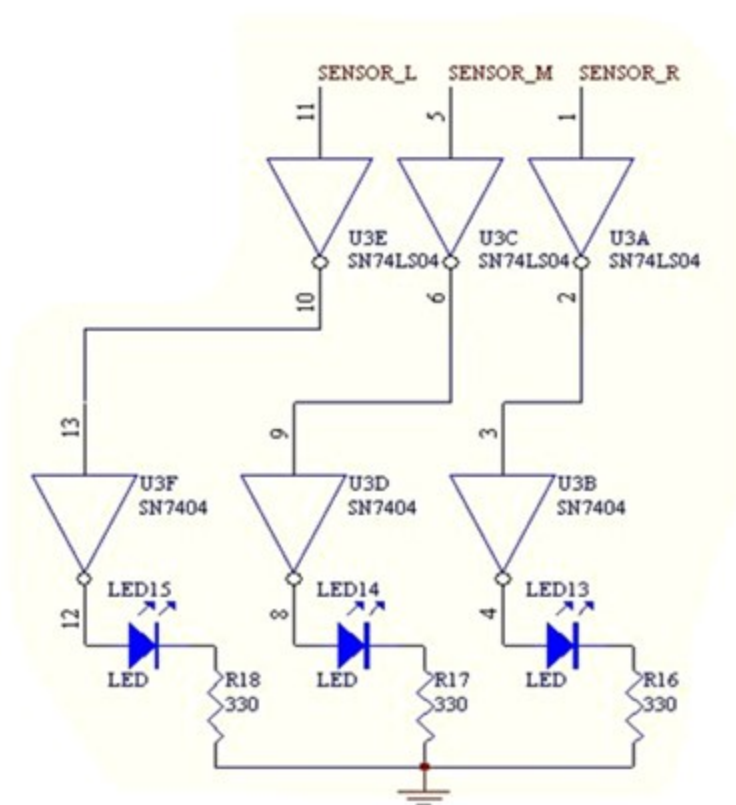 SENSOR_L SENSOR_M SENSOR_R
11 5 1
U3E U3C U3A
SN74LS04 SN74LS04 SN74LS04
10 6 2
13 9 3
U3F U3D U3B
SN7404 SN7404 SN7404
LED15 LED14 LED13
12 8 4
LED R18 LED R17 LED R16
330 330 330